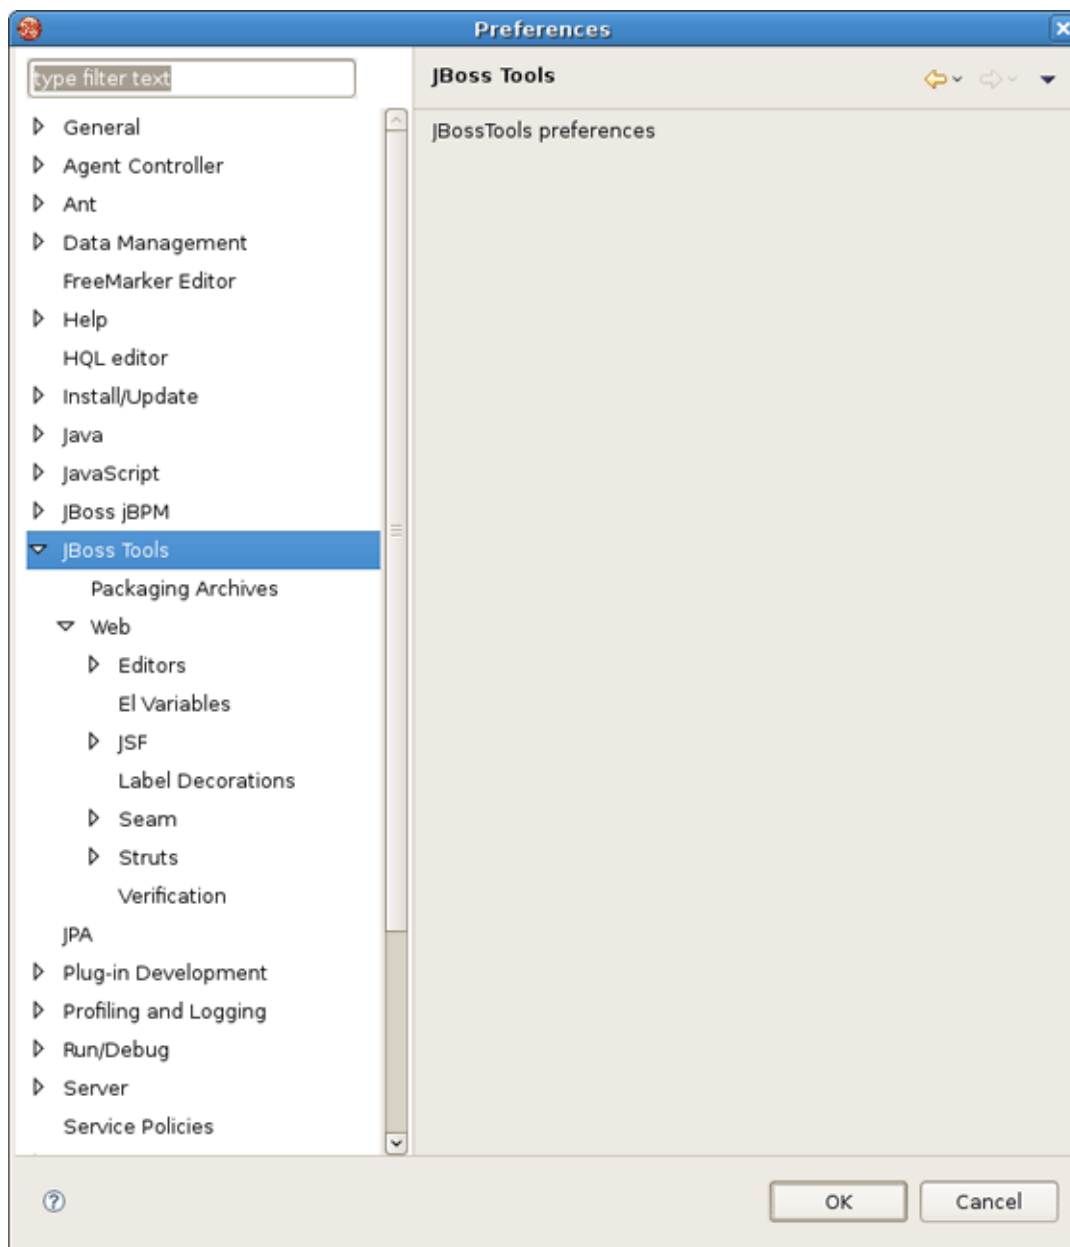 Preferences
type filter text
JBoss Tools
General
Agent Controller
Ant
Data Management
FreeMarker Editor
Help
HQL editor
Install/Update
Java
JavaScript
JBoss jBPM
JBoss Tools
Packaging Archives
Web
Editors
El Variables
JSF
Label Decorations
Seam
Struts
Verification
JPA
Plug-in Development
Profiling and Logging
Run/Debug
Server
Service Policies
JBossTools preferences
OK
Cancel